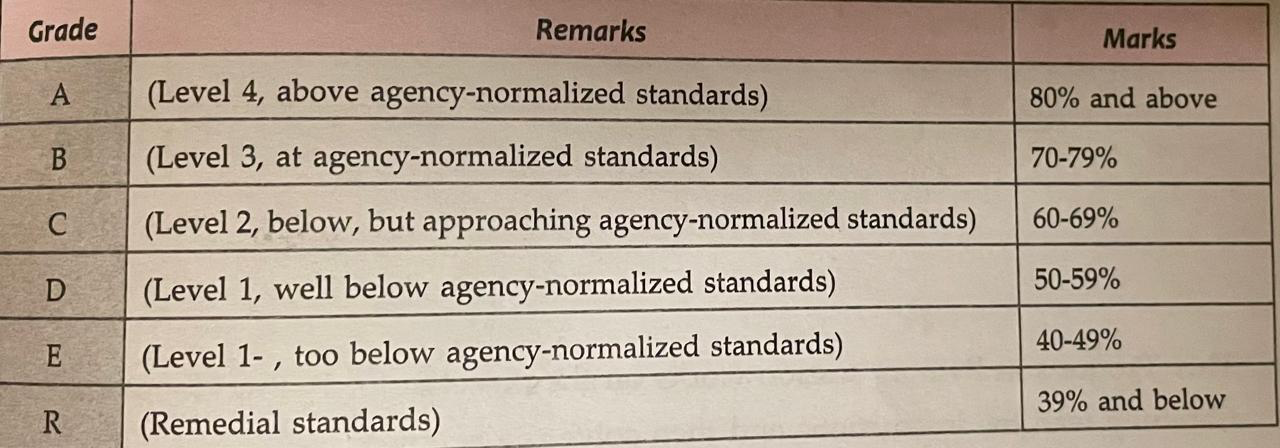 Grade Remarks Marks
A (Level 4, above agency-normalized standards) 80% and above
B (Level 3, at agency-normalized standards) 70-79%
C (Level 2, below, but approaching agency-normalized standards) 60-69%
D (Level 1, well below agency-normalized standards) 50-59%
E (Level 1- , too below agency-normalized standards) 40-49%
R (Remedial standards) 39% and below